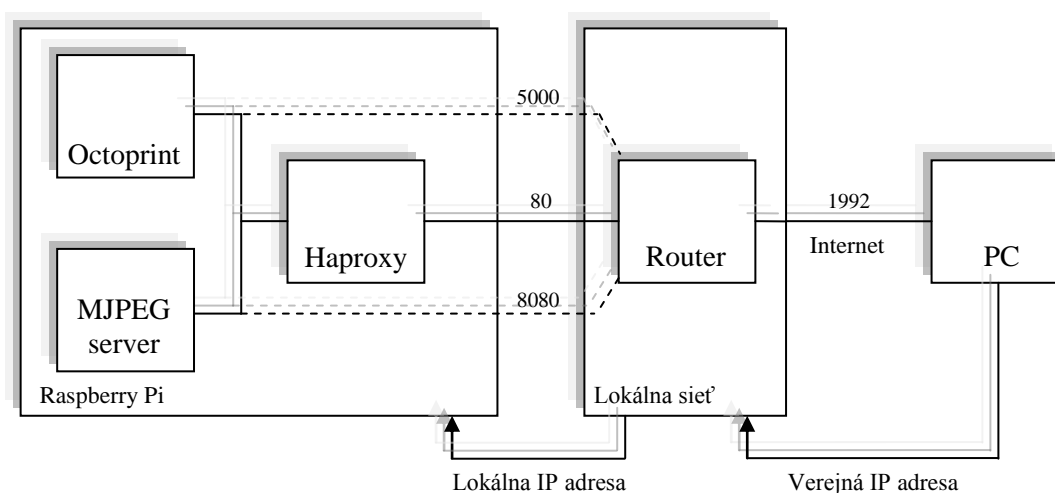 5000
Octoprint
80
1992
Haproxy
Router
Internet
PC
MJPEG
server
8080
Raspberry Pi
Lokálna sieť
Lokálna IP adresa
Verejná IP adresa